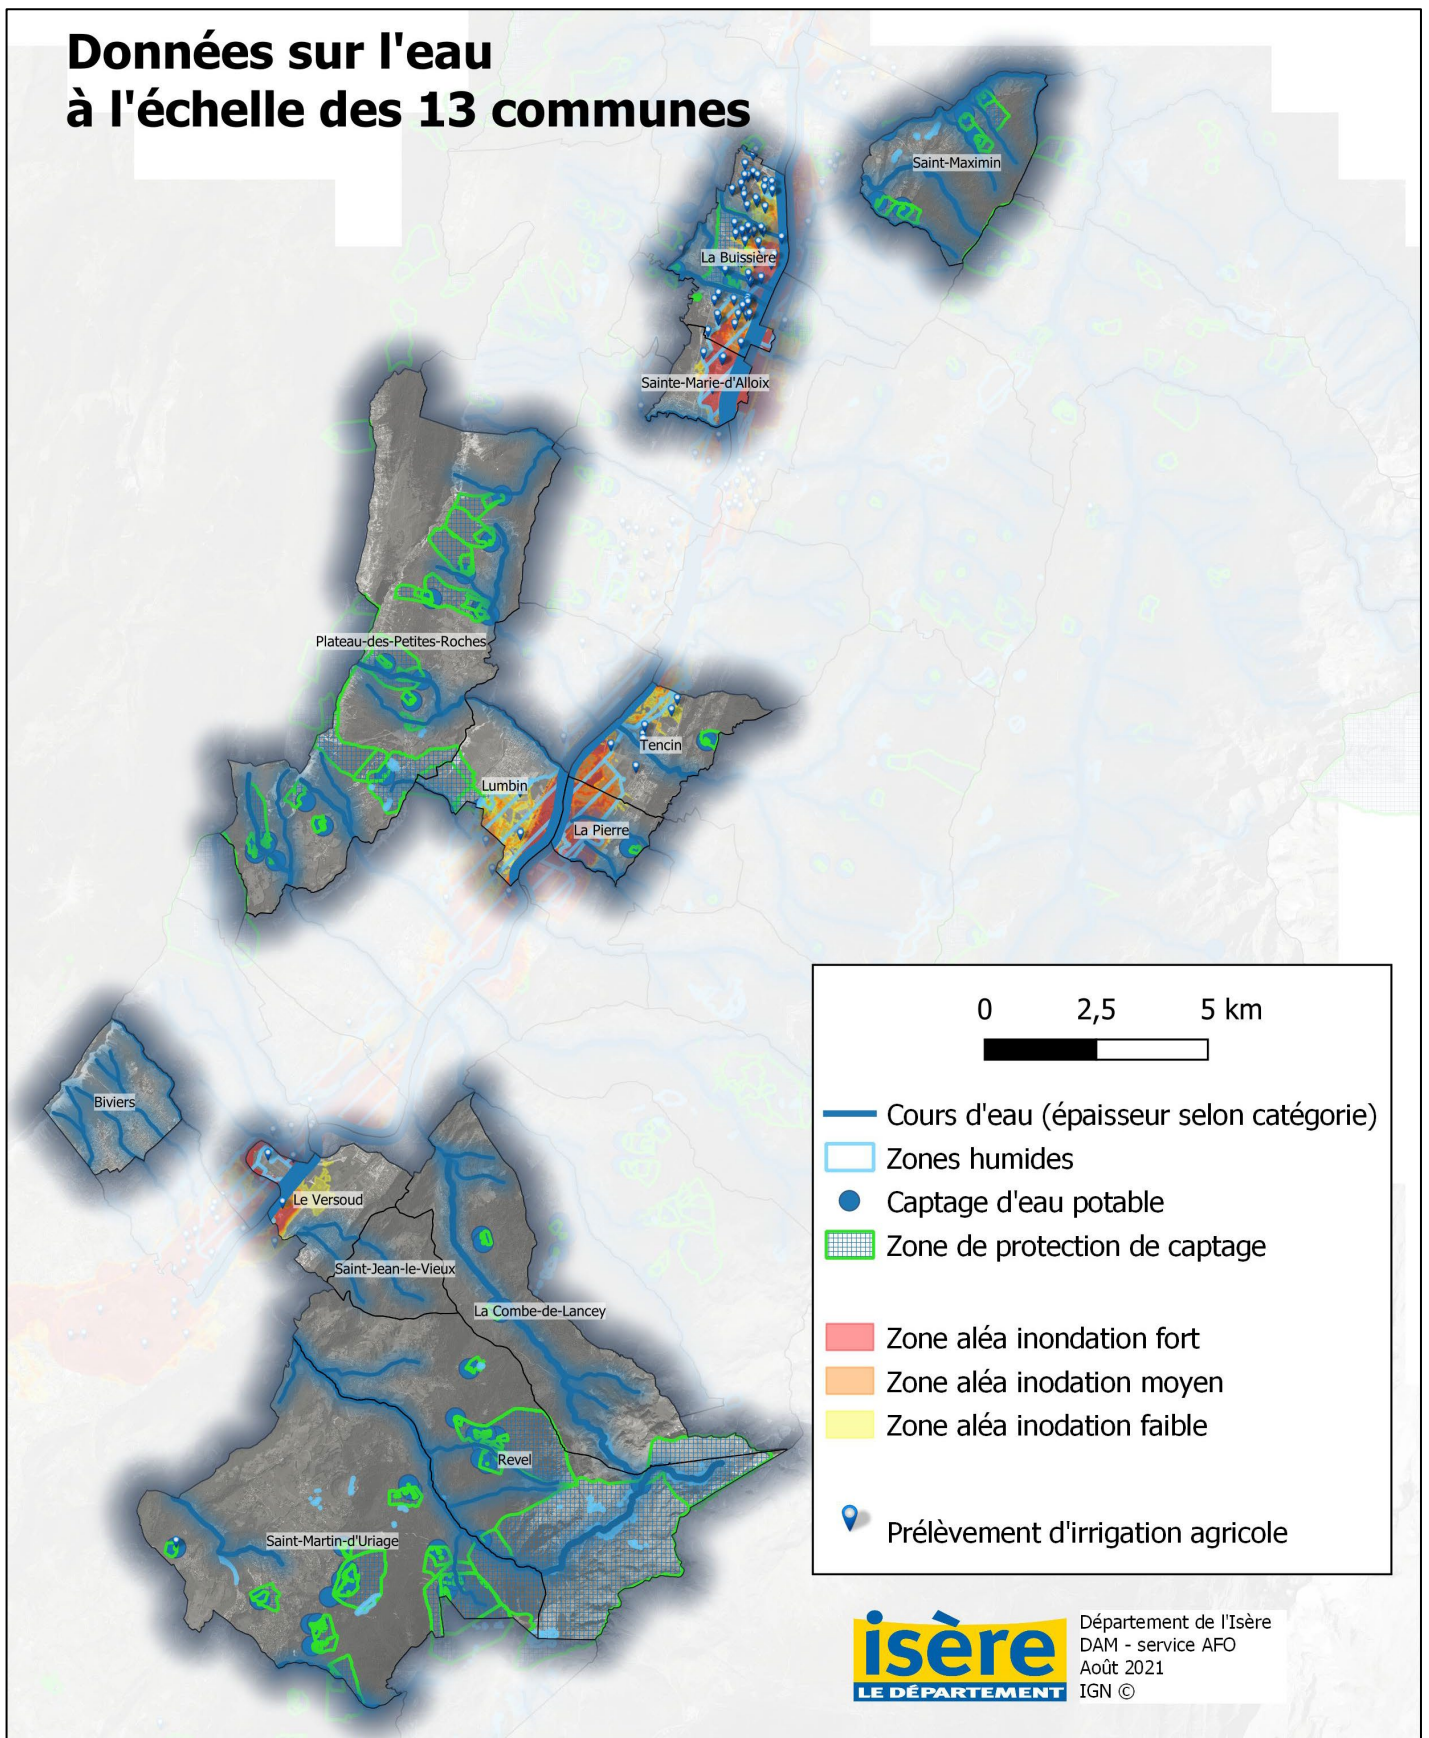 Données sur l'eau
à l'échelle des 13 communes
Saint-Maximin
La Buissière
Sainte-Marie-d'Alloix
Plateau-des-Petites-Roches
Tencin
Lumbin
La Pierre
Biviers
Le Versoud
Saint-Jean-le-Vieux
La Combe-de-Lancey
Revel
Saint-Martin-d'Uriage
0 2,5 5 km
Cours d'eau (épaisseur selon catégorie)
Zones humides
Captage d'eau potable
Zone de protection de captage
Zone aléa inondation fort
Zone aléa inodation moyen
Zone aléa inodation faible
Prélèvement d'irrigation agricole
isère
LE DÉPARTEMENT
Département de l'Isère
DAM - service AFO
Août 2021
IGN ©